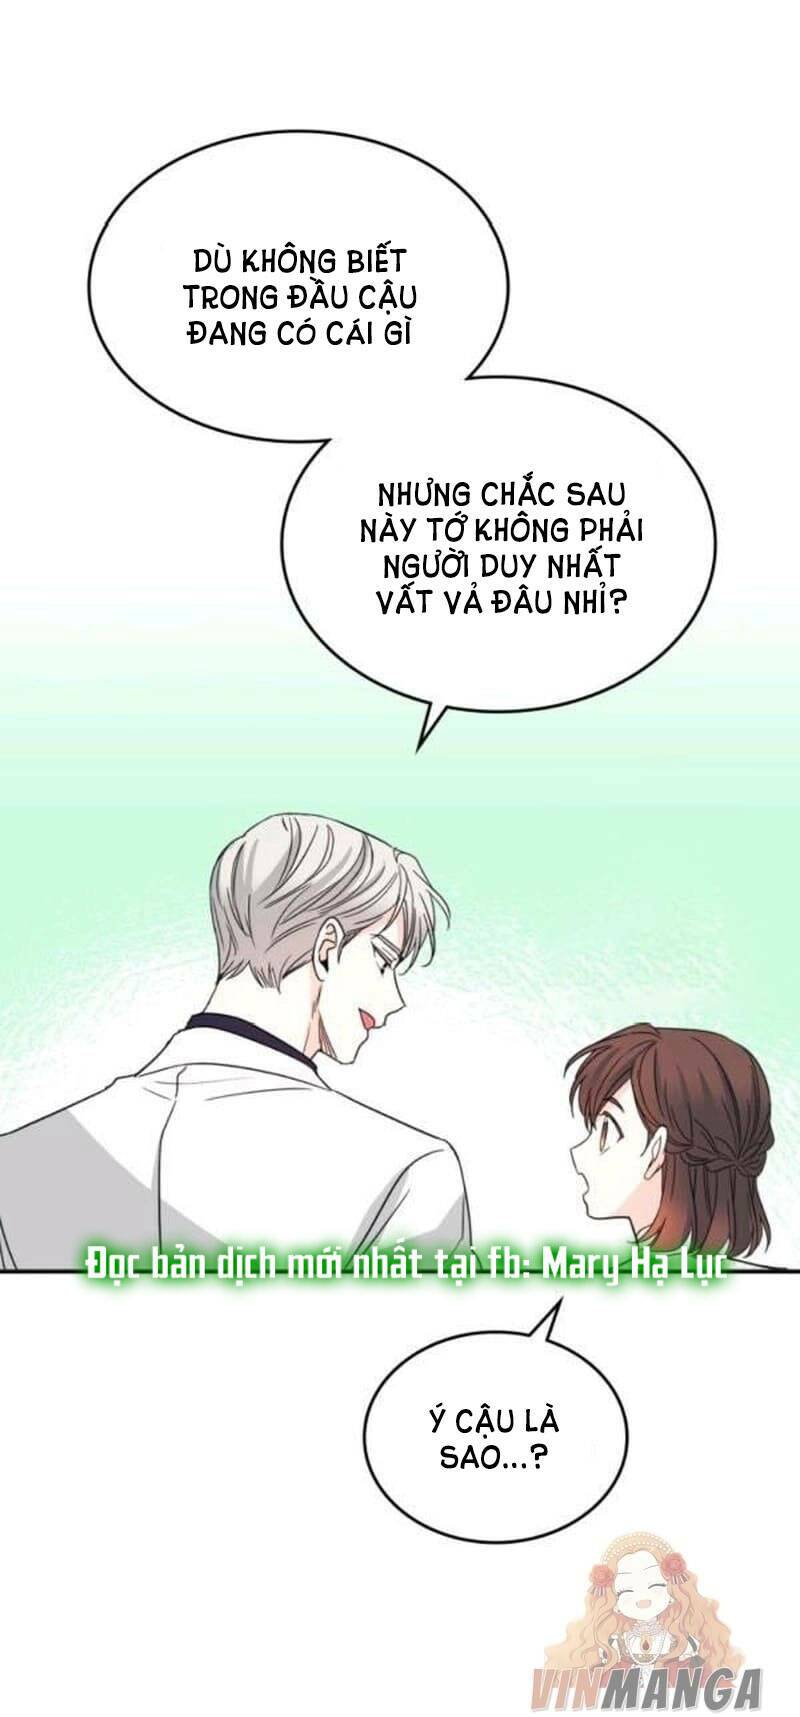 DÙ KHÔNG BIẾT
TRONG ĐẦU CẬU
ĐANG CÓ CÁI GÌ
NHƯNG CHẮC SAU
NÀY TỚ KHÔNG PHẢI
NGƯỜI DUY NHẤT
VẤT VẢ ĐÂU NHỈ?
Đọc bản dịch mới nhất tại fb: Mary Hạ Lục
Ý CẬU LÀ
SAO...?
VINMANGA